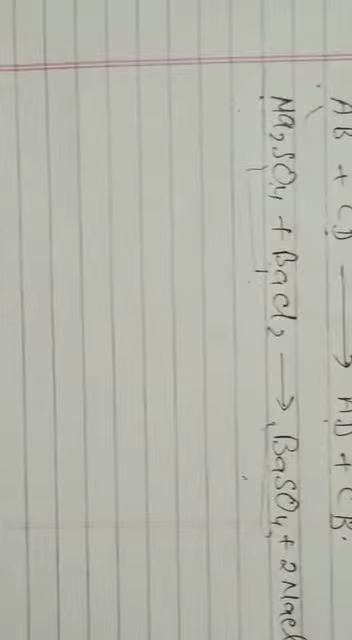 AB + CD ⟶ AD + CB.
Na₂SO₄ + BaCl₂ ⟶ BaSO₄ + 2NaCl